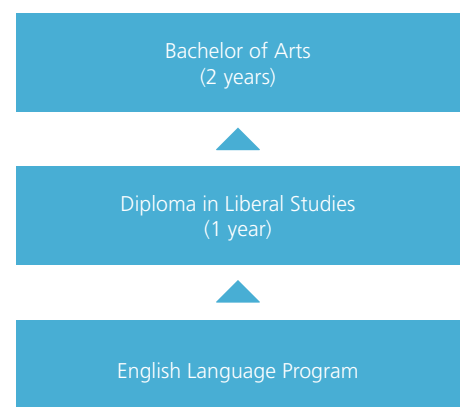 Bachelor of Arts
(2 years)
Diploma in Liberal Studies
(1 year)
English Language Program